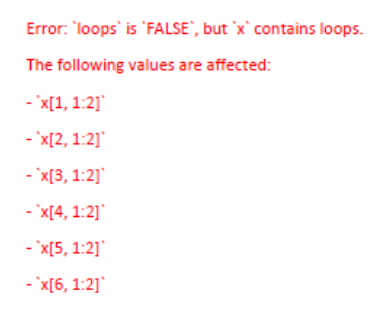 Error: `loops` is `FALSE`, but `x` contains loops.
The following values are affected:
- `x[1, 1:2]`
- `x[2, 1:2]`
- `x[3, 1:2]`
- `x[4, 1:2]`
- `x[5, 1:2]`
- `x[6, 1:2]`